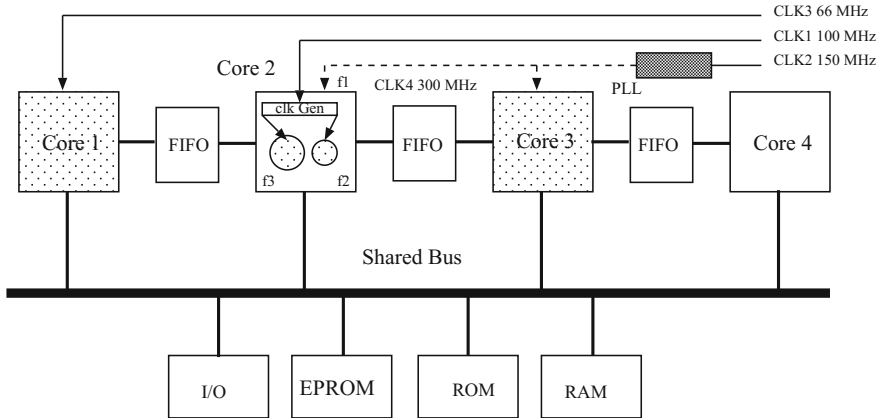 CLK3 66 MHz
CLK1 100 MHz
CLK2 150 MHz
Core 2
f1
CLK4 300 MHz
PLL
clk Gen
Core 1
FIFO
f3
f2
FIFO
Core 3
FIFO
Core 4
Shared Bus
I/O
EPROM
ROM
RAM